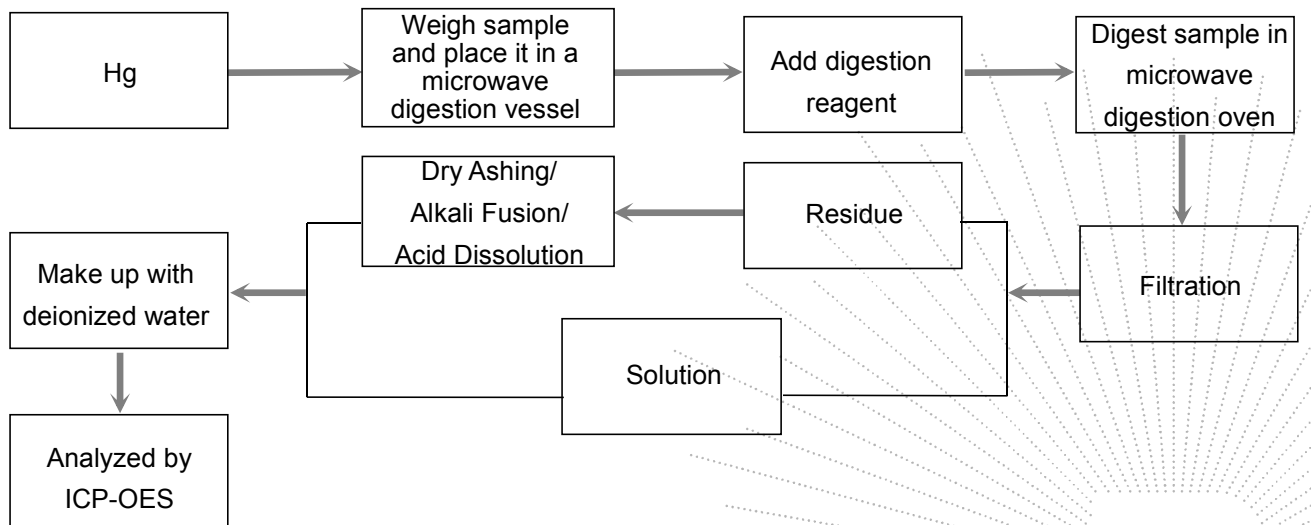 Hg
Weigh sample
and place it in a
microwave
digestion vessel
Add digestion
reagent
Digest sample in
microwave
digestion oven
Filtration
Residue
Dry Ashing/
Alkali Fusion/
Acid Dissolution
Solution
Make up with
deionized water
Analyzed by
ICP-OES